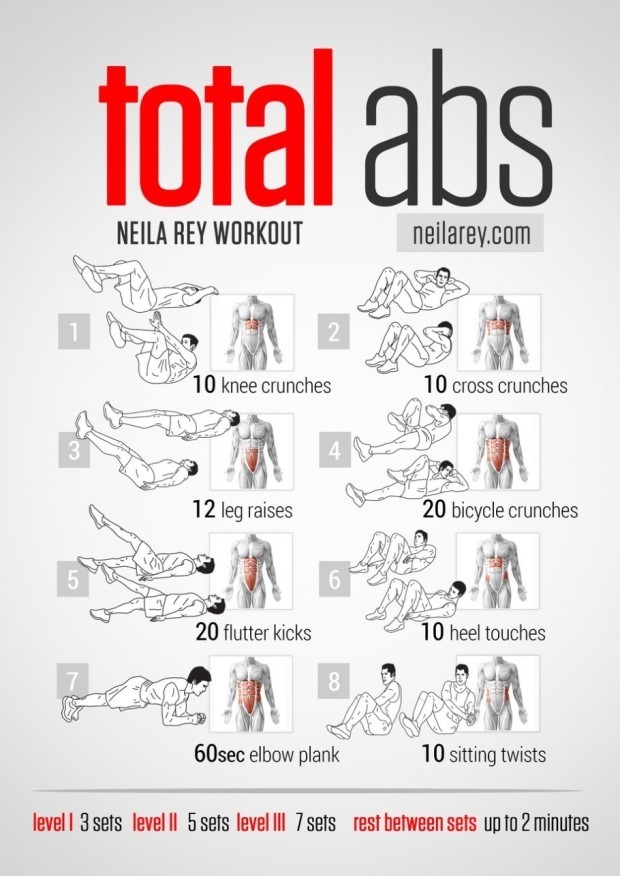 total abs
NEILA REY WORKOUT
neilarey.com
1
10 knee crunches
2
10 cross crunches
3
12 leg raises
4
20 bicycle crunches
5
20 flutter kicks
6
10 heel touches
7
60sec elbow plank
8
10 sitting twists
level I 3 sets level II 5 sets level III 7 sets rest between sets up to 2 minutes